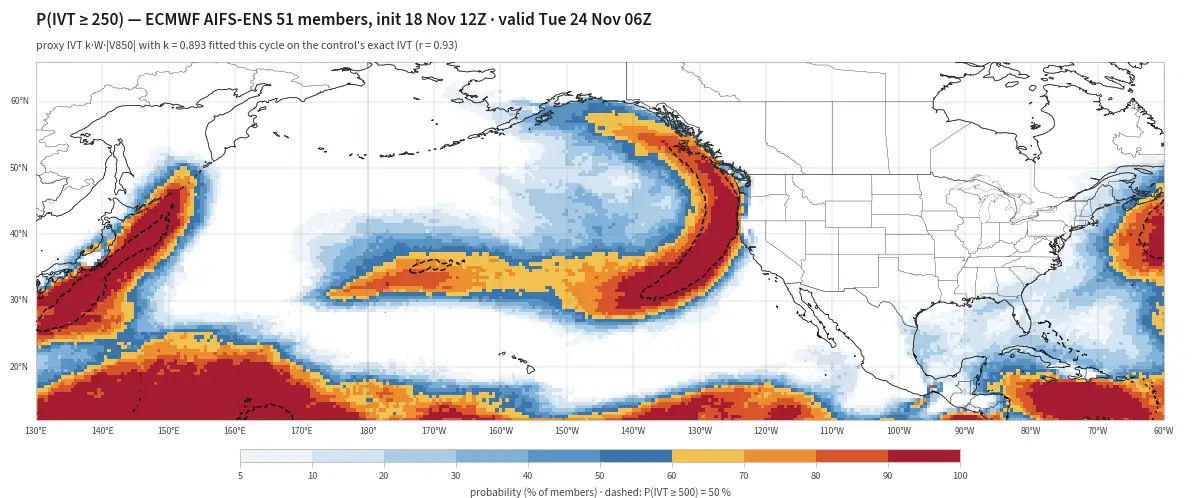 P(IVT ≥ 250) — ECMWF AIFS-ENS 51 members, init 18 Nov 12Z · valid Tue 24 Nov 06Z
proxy IVT k·W·|V850| with k = 0.893 fitted this cycle on the control's exact IVT (r = 0.93)
60°N
50°N
40°N
30°N
20°N
130°E 140°E 150°E 160°E 170°E 180° 170°W 160°W 150°W 140°W 130°W 120°W 110°W 100°W 90°W 80°W 70°W 60°W
5 10 20 30 40 50 60 70 80 90 100
probability (% of members) · dashed: P(IVT ≥ 500) = 50 %